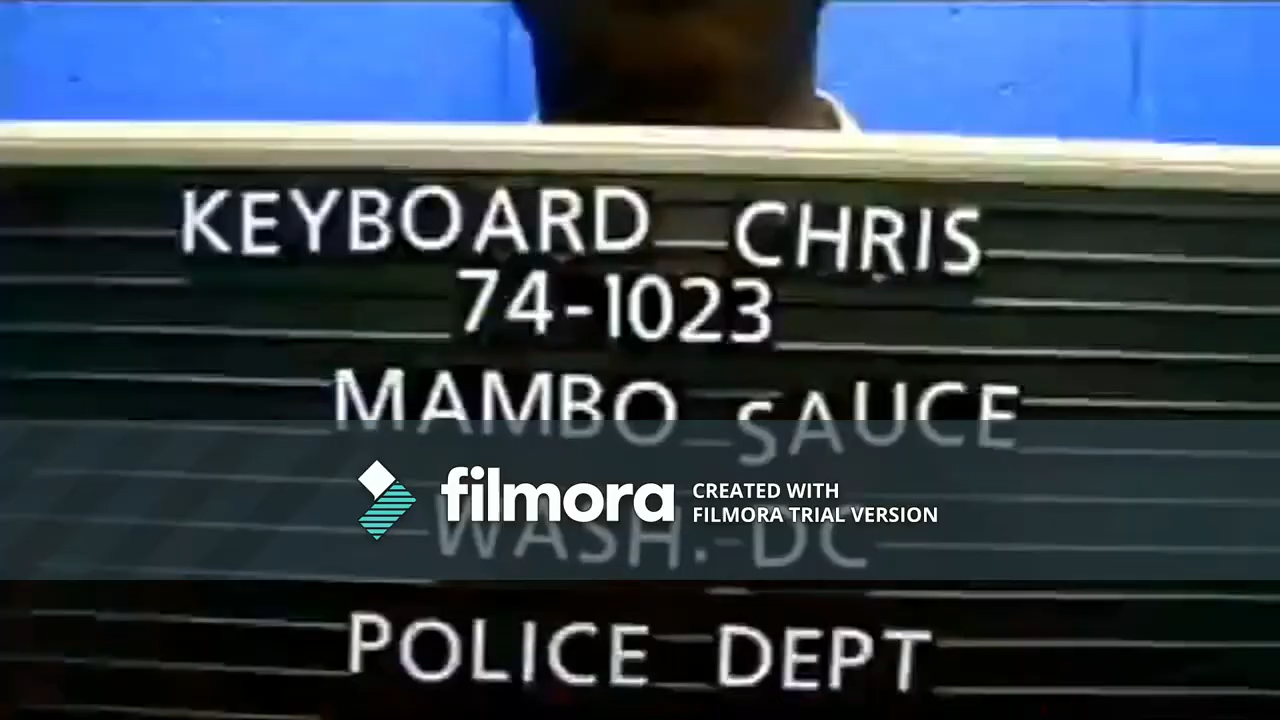 KEYBOARD CHRIS
74-1023
MAMBO SAUCE
filmora
CREATED WITH
FILMORA TRIAL VERSION
WASH. DC
POLICE DEPT